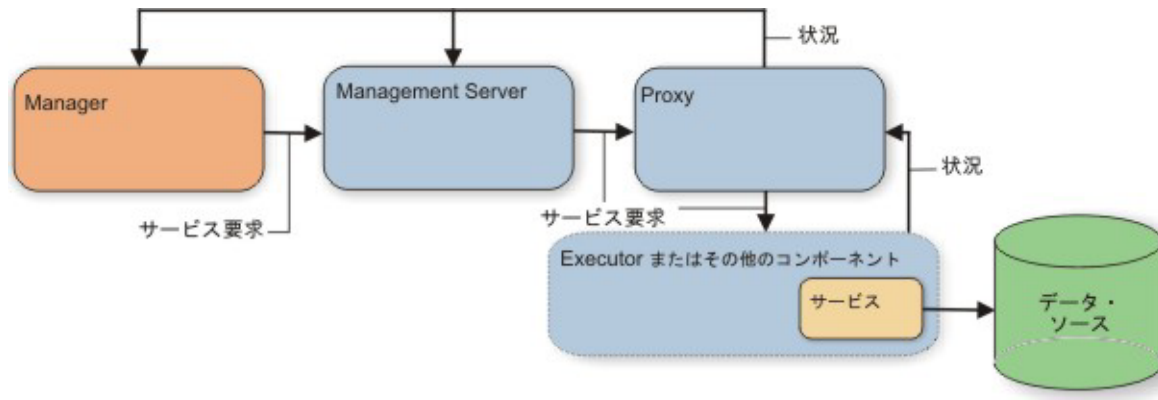 状況
Manager
Management Server
Proxy
状況
サービス要求
サービス要求
Executor またはその他のコンポーネント
サービス
データ・
ソース